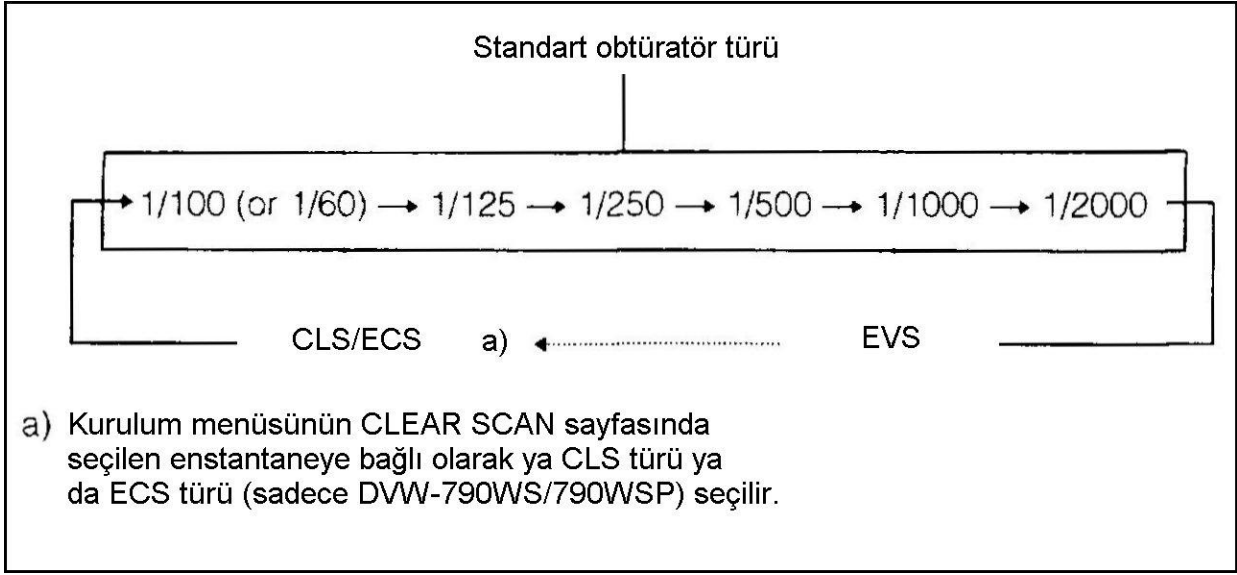 Standart obtüratör türü
1/100 (or 1/60) → 1/125 → 1/250 → 1/500 → 1/1000 → 1/2000
CLS/ECS a) EVS
a) Kurulum menüsünün CLEAR SCAN sayfasında
seçilen enstantaneye bağlı olarak ya CLS türü ya
da ECS türü (sadece DVW-790WS/790WSP) seçilir.